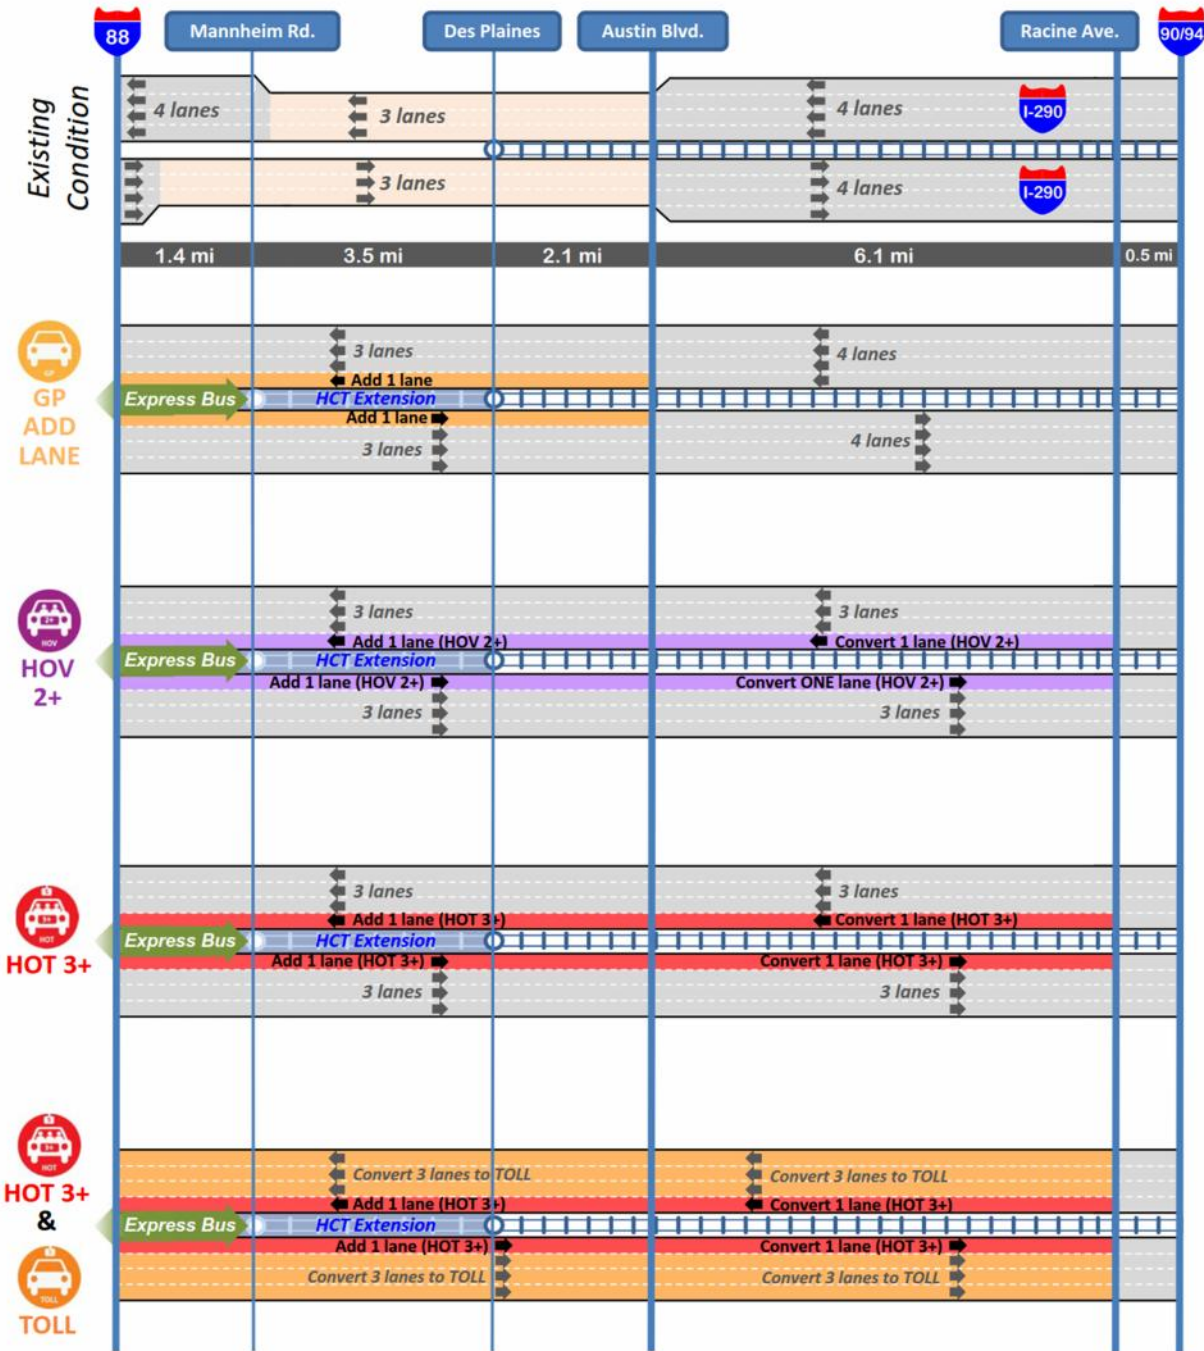 88
Mannheim Rd.
Des Plaines
Austin Blvd.
Racine Ave.
90/94
Existing
Condition
4 lanes
3 lanes
4 lanes
I-290
3 lanes
4 lanes
I-290
1.4 mi
3.5 mi
2.1 mi
6.1 mi
0.5 mi
GP
GP
ADD
LANE
3 lanes
4 lanes
Add 1 lane
Express Bus
HCT Extension
Add 1 lane
3 lanes
4 lanes
2+
HOV
HOV
2+
3 lanes
3 lanes
Add 1 lane (HOV 2+)
Convert 1 lane (HOV 2+)
Express Bus
HCT Extension
Add 1 lane (HOV 2+)
Convert ONE lane (HOV 2+)
3 lanes
3 lanes
3+
HOT
HOT 3+
3 lanes
3 lanes
Add 1 lane (HOT 3+)
Convert 1 lane (HOT 3+)
Express Bus
HCT Extension
Add 1 lane (HOT 3+)
Convert 1 lane (HOT 3+)
3 lanes
3 lanes
3+
HOT
HOT 3+
&
TOLL
TOLL
Convert 3 lanes to TOLL
Convert 3 lanes to TOLL
Add 1 lane (HOT 3+)
Convert 1 lane (HOT 3+)
Express Bus
HCT Extension
Add 1 lane (HOT 3+)
Convert 1 lane (HOT 3+)
Convert 3 lanes to TOLL
Convert 3 lanes to TOLL